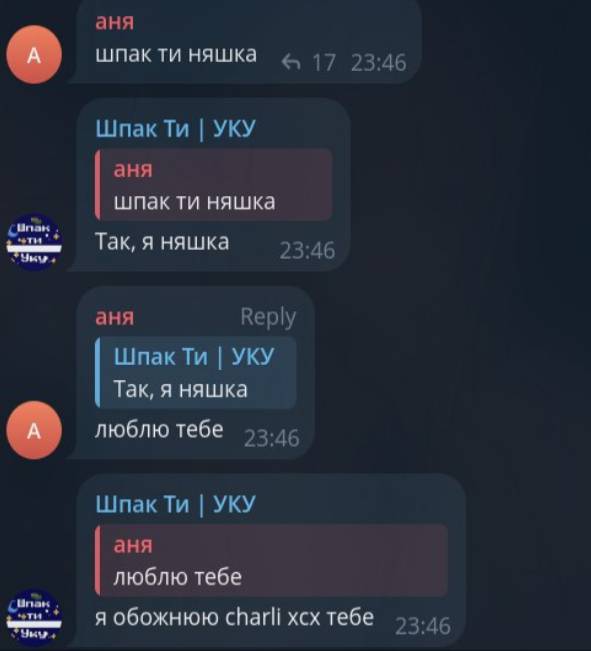 аня
А
шпак ти няшка
17 23:46
Шпак Ти | УКУ
аня
шпак ти няшка
Так, я няшка
23:46
Шпак
ти
Уку
аня
Reply
Шпак Ти | УКУ
Так, я няшка
А
люблю тебе
23:46
Шпак Ти | УКУ
аня
люблю тебе
я обожнюю charli xcx тебе
23:46
Шпак
ти
Уку